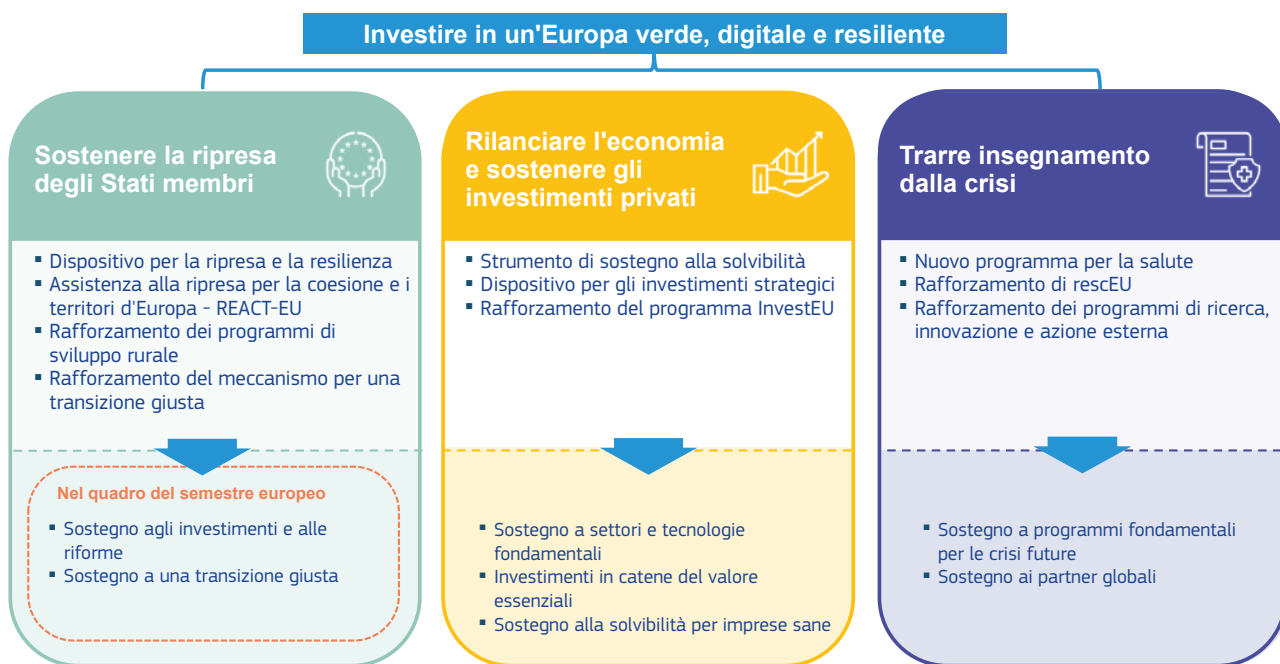 Investire in un'Europa verde, digitale e resiliente
Sostenere la ripresa
degli Stati membri
▪ Dispositivo per la ripresa e la resilienza
▪ Assistenza alla ripresa per la coesione e i
territori d'Europa - REACT-EU
▪ Rafforzamento dei programmi di
sviluppo rurale
▪ Rafforzamento del meccanismo per una
transizione giusta
Nel quadro del semestre europeo
▪ Sostegno agli investimenti e alle
riforme
▪ Sostegno a una transizione giusta
Rilanciare l'economia
e sostenere gli
investimenti privati
▪ Strumento di sostegno alla solvibilità
▪ Dispositivo per gli investimenti strategici
▪ Rafforzamento del programma InvestEU
▪ Sostegno a settori e tecnologie
fondamentali
▪ Investimenti in catene del valore
essenziali
▪ Sostegno alla solvibilità per imprese sane
Trarre insegnamento
dalla crisi
▪ Nuovo programma per la salute
▪ Rafforzamento di rescEU
▪ Rafforzamento dei programmi di ricerca,
innovazione e azione esterna
▪ Sostegno a programmi fondamentali
per le crisi future
▪ Sostegno ai partner globali